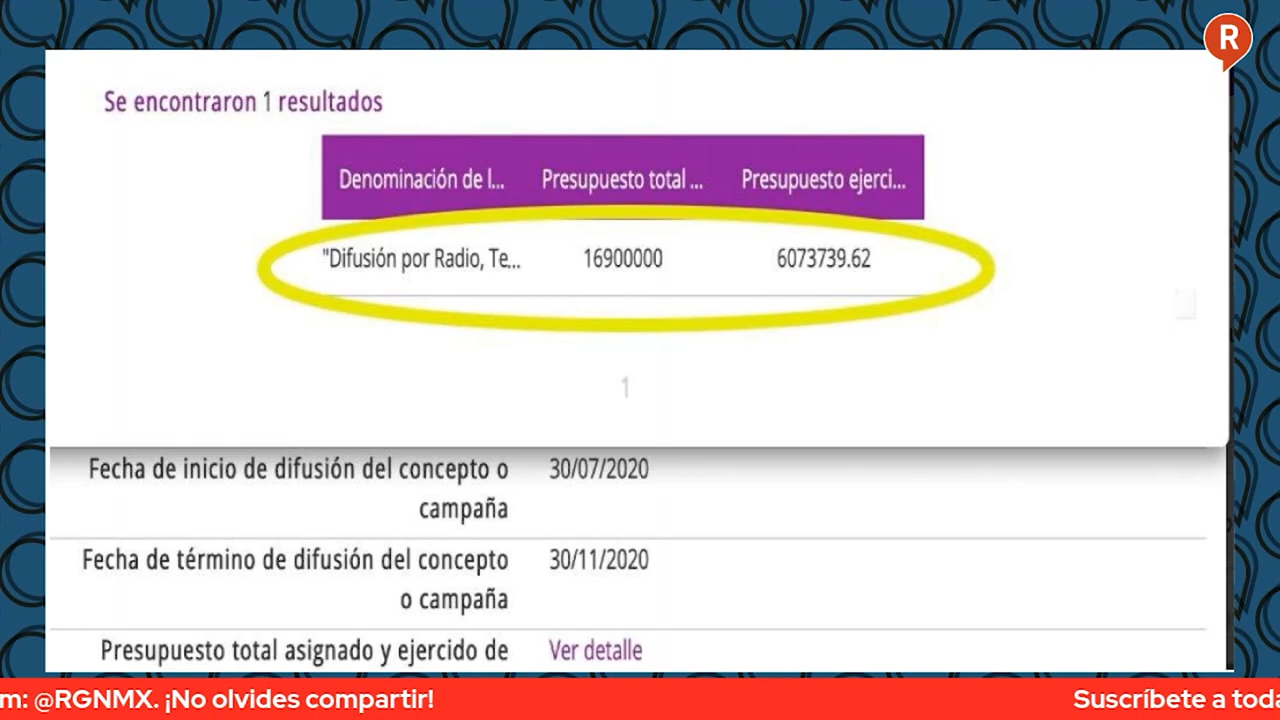 R
Se encontraron 1 resultados
Denominación de l... Presupuesto total ... Presupuesto ejerci...
"Difusión por Radio, Te... 16900000 6073739.62
1
Fecha de inicio de difusión del concepto o 30/07/2020
campaña
Fecha de término de difusión del concepto 30/11/2020
o campaña
Presupuesto total asignado y ejercido de Ver detalle
m: @RGNMX. ¡No olvides compartir! Suscríbete a toda